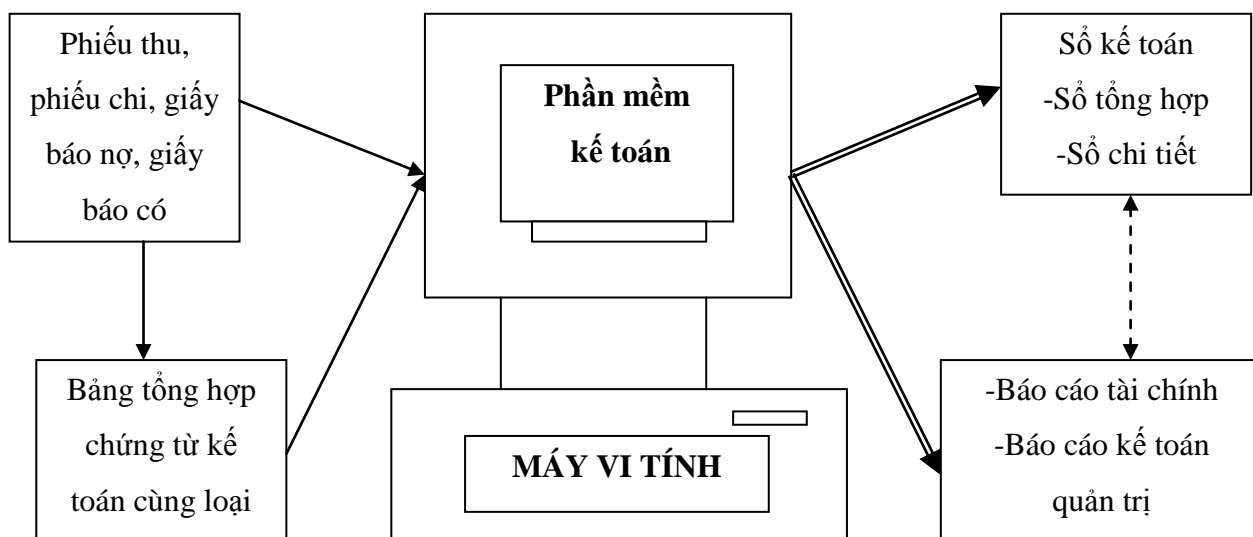 Phiếu thu,
phiếu chi, giấy
báo nợ, giấy
báo có
Bảng tổng hợp
chứng từ kế
toán cùng loại
Phần mềm
kế toán
MÁY VI TÍNH
Sổ kế toán
-Sổ tổng hợp
-Sổ chi tiết
-Báo cáo tài chính
-Báo cáo kế toán
quản trị